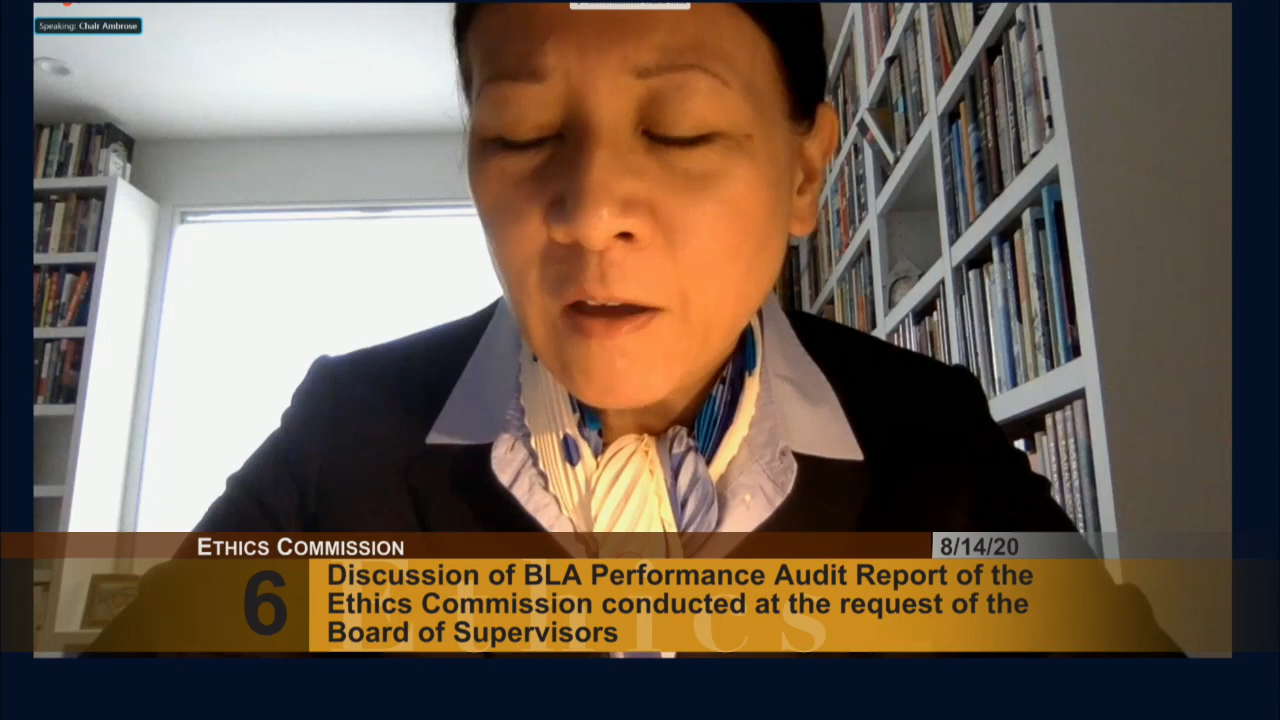 Speaking: Chair Ambrose
Ethics Commission
8/14/20
6
Discussion of BLA Performance Audit Report of the
Ethics Commission conducted at the request of the
Board of Supervisors
Ethics